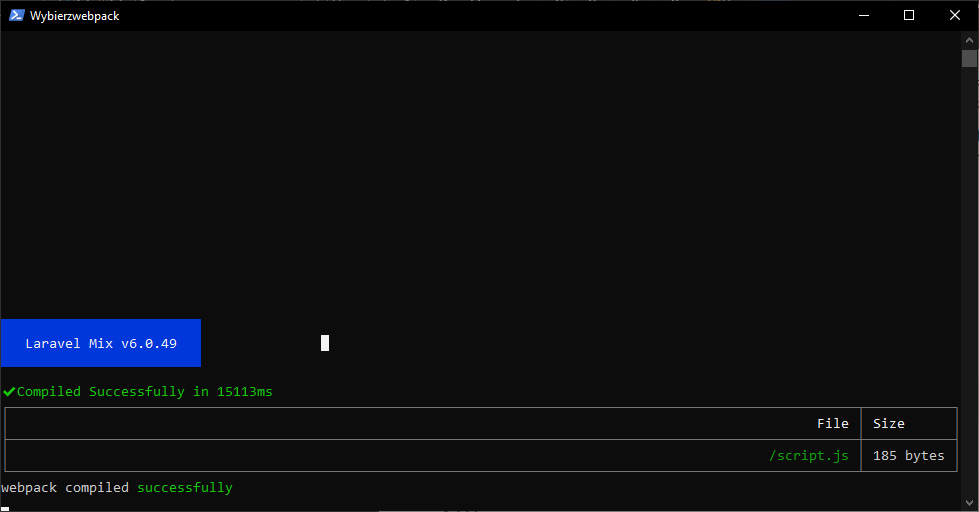 Wybierzwebpack
Laravel Mix v6.0.49
✔Compiled Successfully in 15113ms
File Size
/script.js 185 bytes
webpack compiled successfully